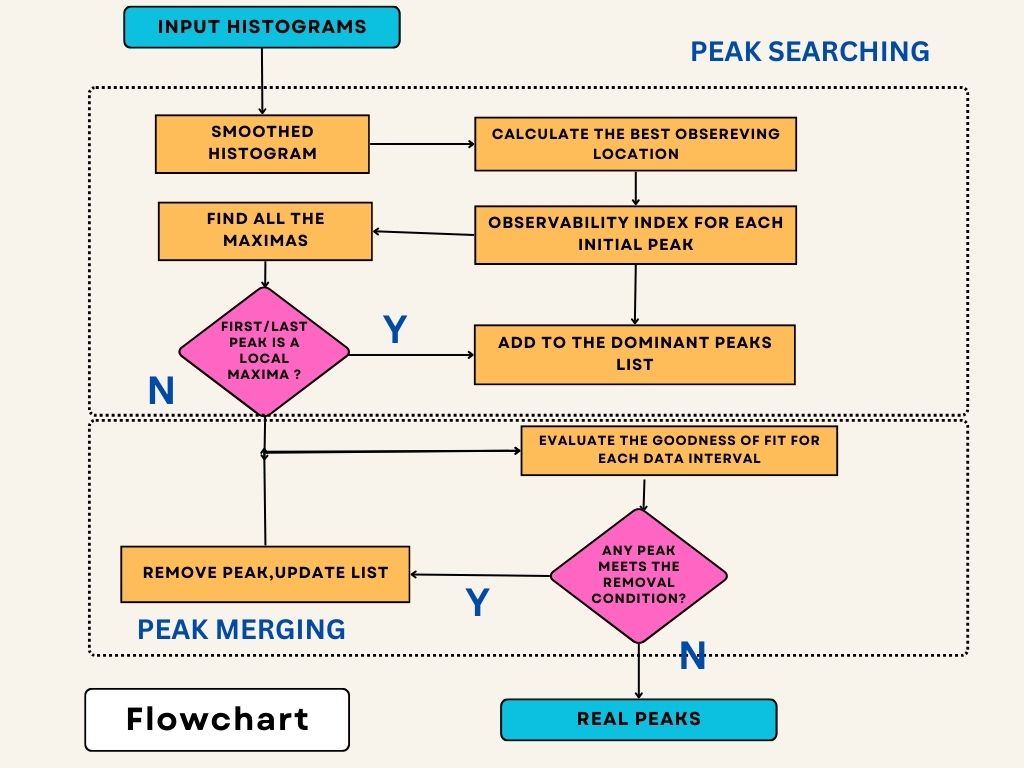 INPUT HISTOGRAMS
PEAK SEARCHING
SMOOTHED
HISTOGRAM
CALCULATE THE BEST OBSEREVING
LOCATION
FIND ALL THE
MAXIMAS
OBSERVABILITY INDEX FOR EACH
INITIAL PEAK
FIRST/LAST
PEAK IS A
LOCAL
MAXIMA ?
Y
N
ADD TO THE DOMINANT PEAKS
LIST
EVALUATE THE GOODNESS OF FIT FOR
EACH DATA INTERVAL
ANY PEAK
MEETS THE
REMOVAL
CONDITION?
Y
REMOVE PEAK,UPDATE LIST
PEAK MERGING
N
Flowchart
REAL PEAKS